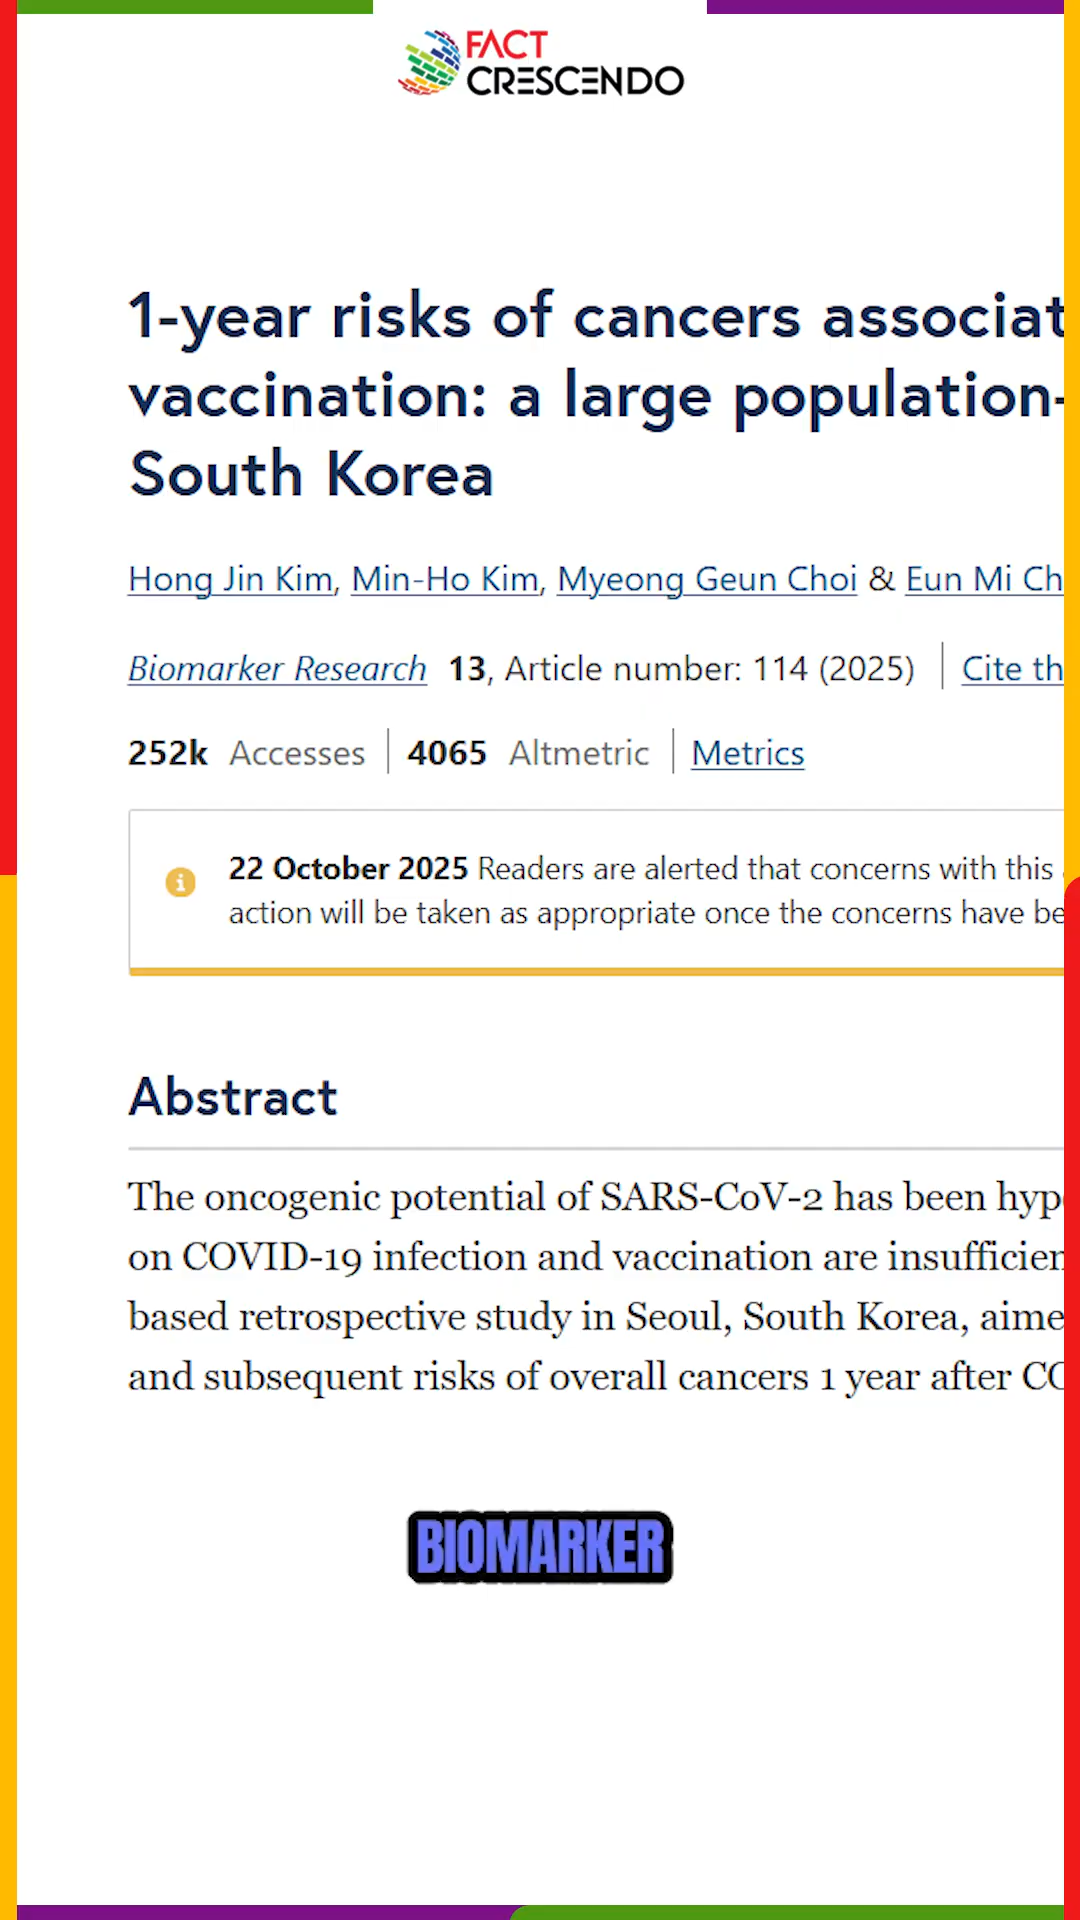 FACT
CRESCENDO
1-year risks of cancers associat
vaccination: a large population-
South Korea
Hong Jin Kim, Min-Ho Kim, Myeong Geun Choi & Eun Mi Ch
Biomarker Research 13, Article number: 114 (2025) | Cite th
252k Accesses | 4065 Altmetric | Metrics
22 October 2025 Readers are alerted that concerns with this
action will be taken as appropriate once the concerns have be
Abstract
The oncogenic potential of SARS-CoV-2 has been hyp
on COVID-19 infection and vaccination are insufficien
based retrospective study in Seoul, South Korea, aime
and subsequent risks of overall cancers 1 year after CO
BIOMARKER